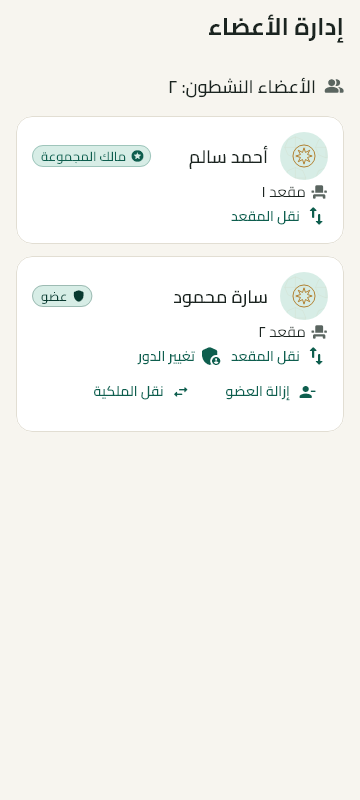 إدارة الأعضاء
الأعضاء النشطون: ٢
أحمد سالم
مالك المجموعة
مقعد ١
نقل المقعد
سارة محمود
عضو
مقعد ٢
نقل المقعد تغيير الدور
إزالة العضو نقل الملكية